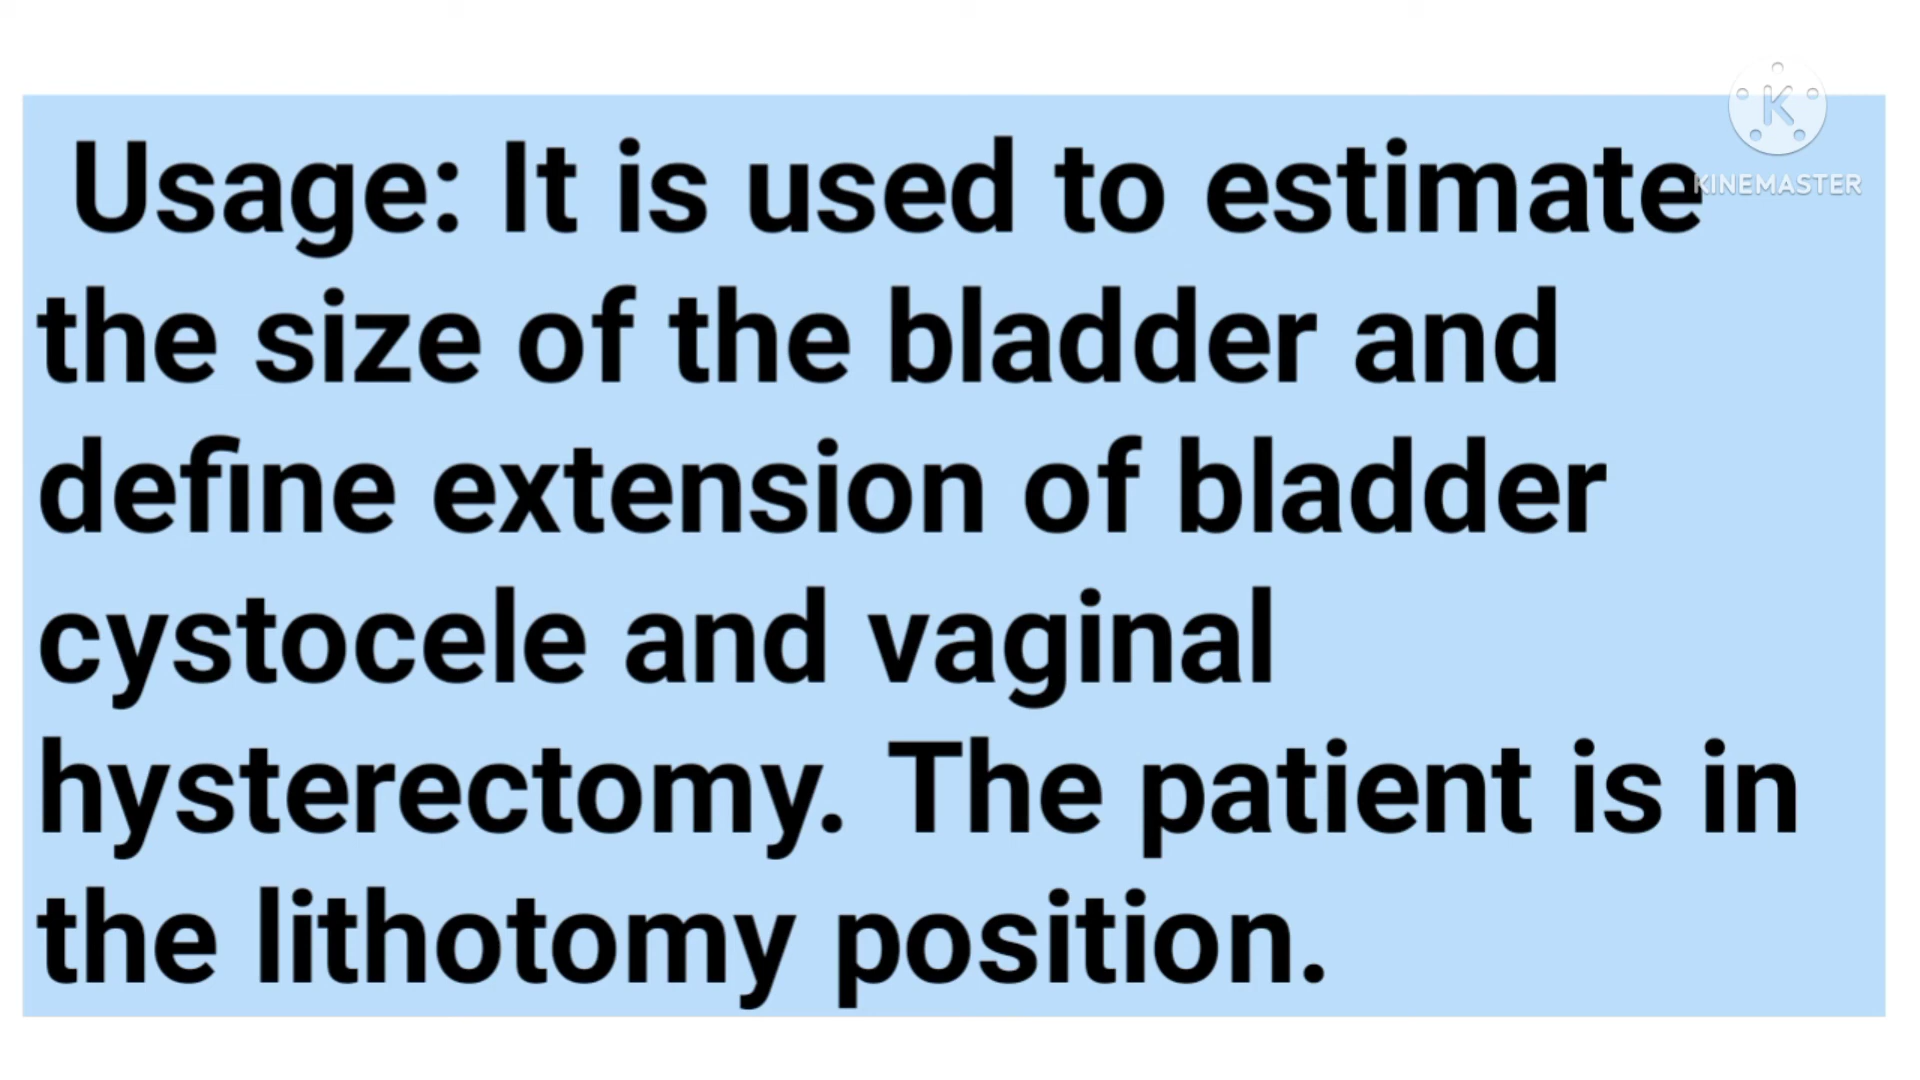 Usage: It is used to estimate
the size of the bladder and
define extension of bladder
cystocele and vaginal
hysterectomy. The patient is in
the lithotomy position.
K
KINEMASTER